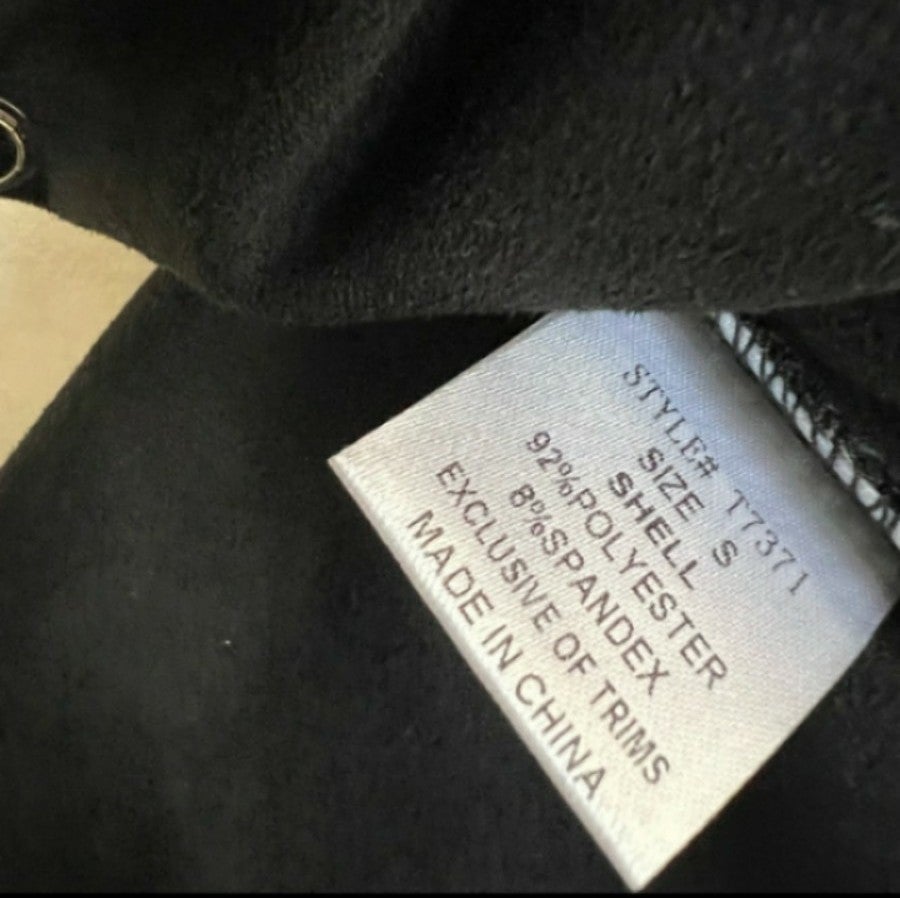 STYLE# T7371
SIZE S
SHELL
92%POLYESTER
8%SPANDEX
EXCLUSIVE OF TRIMS
MADE IN CHINA